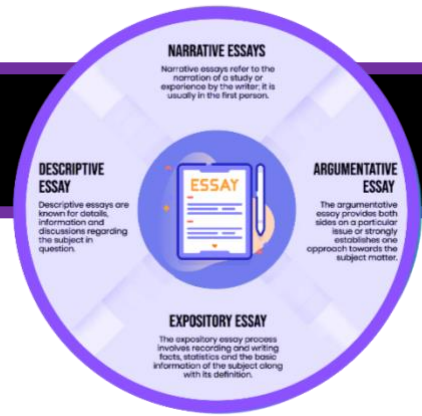 NARRATIVE ESSAYS
Narrative essays refer to the
narration of a study or
experience by the writer; it is
usually in the first person.
DESCRIPTIVE
ESSAY
Descriptive essays are
known for details,
information and
discussions regarding
the subject in
question.
ESSAY
ARGUMENTATIVE
ESSAY
The argumentative
essay provides both
sides on a particular
issue or strongly
establishes one
approach towards the
subject matter.
EXPOSITORY ESSAY
The expository essay process
involves recording and writing
facts, statistics and the basic
information of the subject along
with its definition.